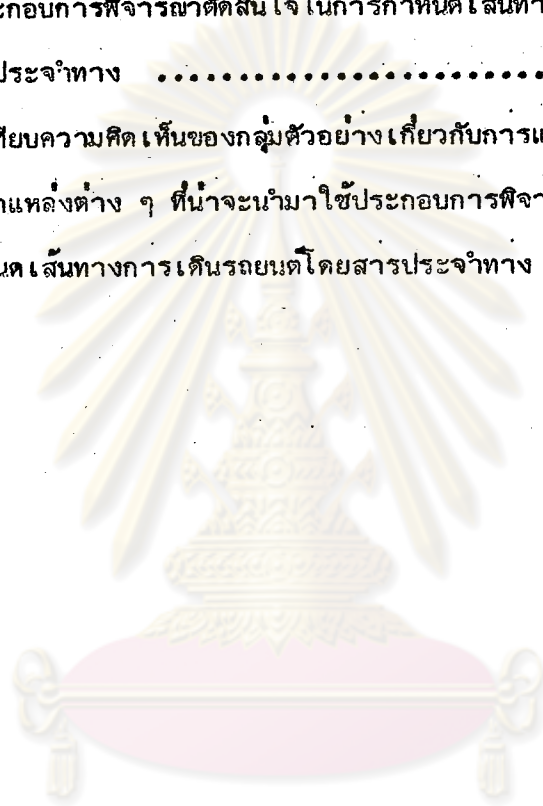 ะกอบการพิจารณาตัดสินใจในการกำหนดเส้นทา
ประจำทาง ........................
ทียบความคิดเห็นของกลุ่มตัวอย่างเกี่ยวกับการแ
าแหล่งต่าง ๆ ที่น่าจะนำมาใช้ประกอบการพิจา
นดเส้นทางการเดินรถยนต์โดยสารประจำทาง